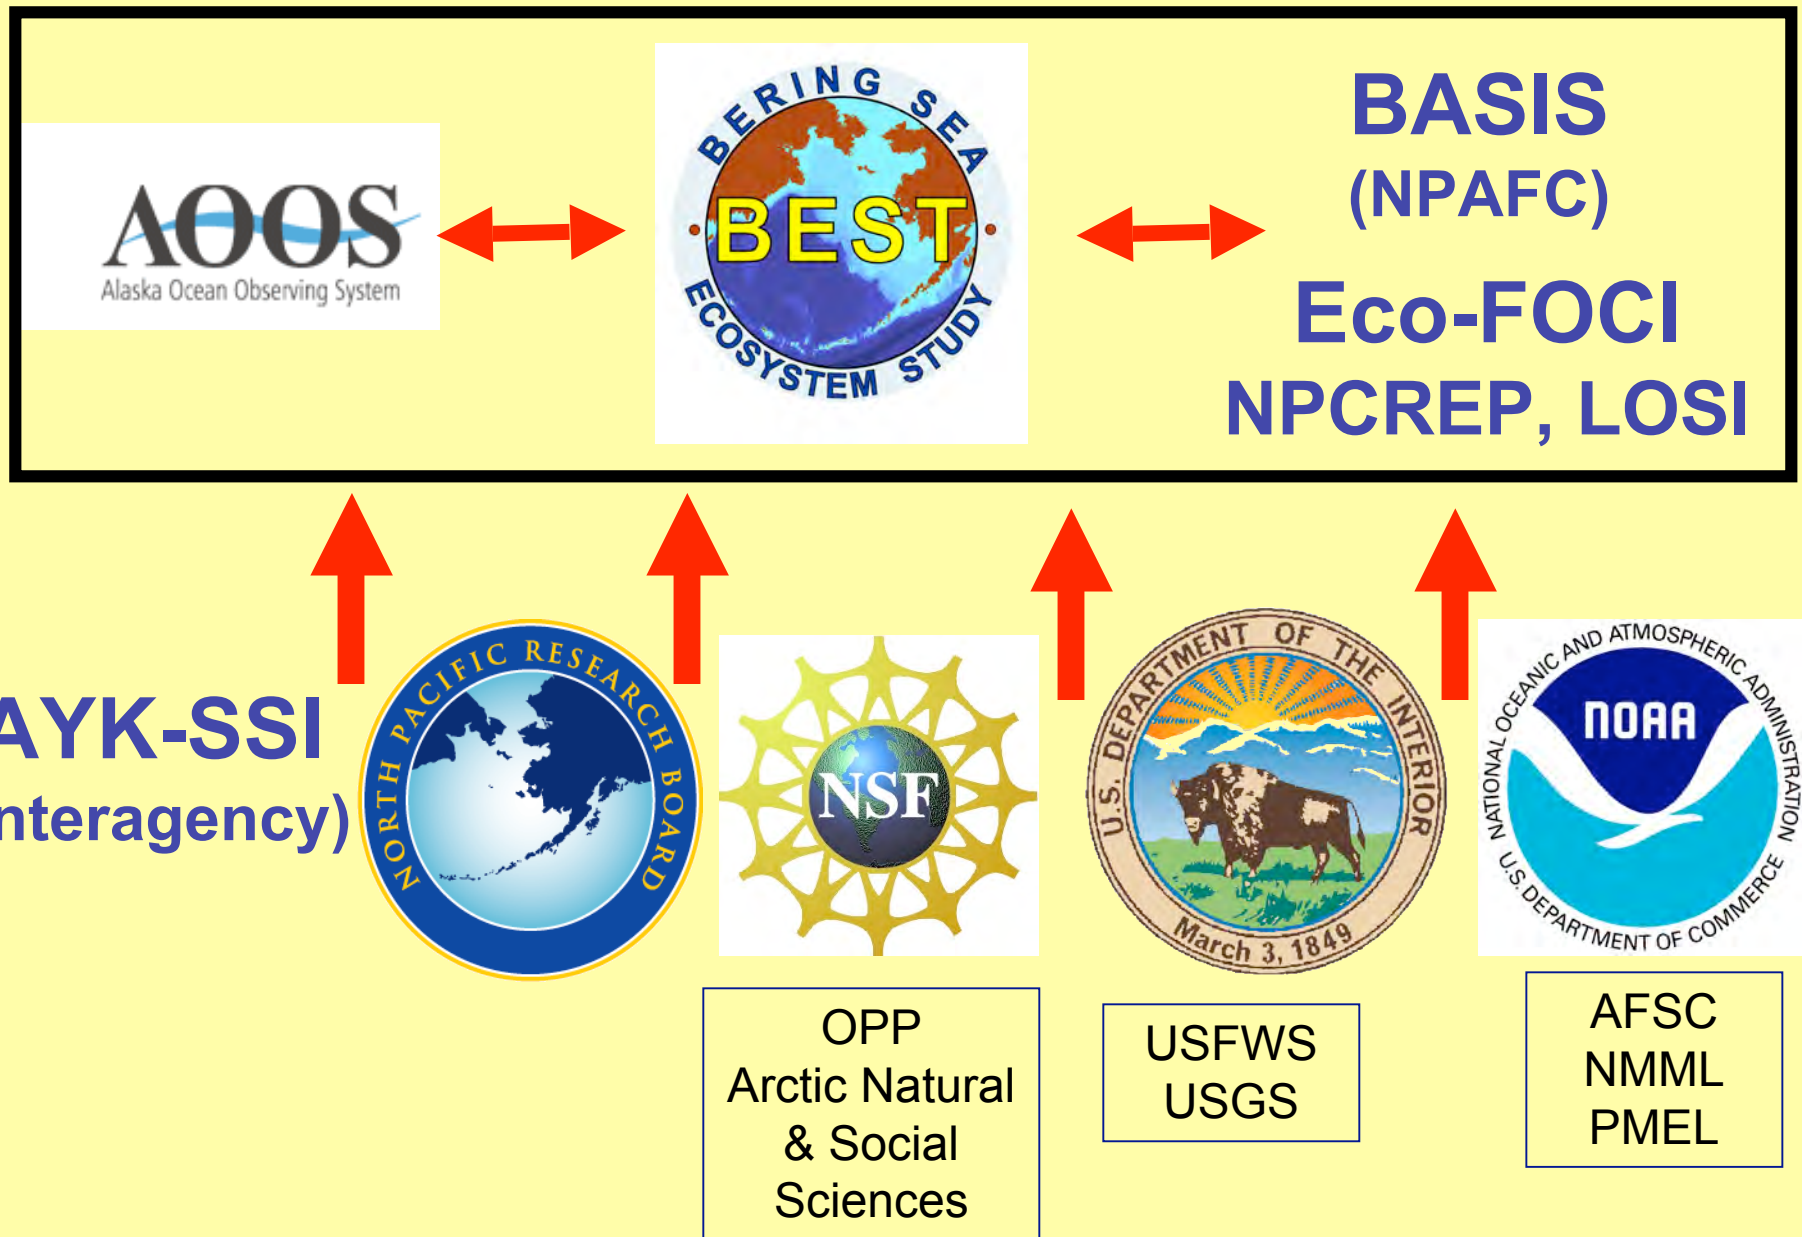 AOOS
Alaska Ocean Observing System
BERING SEA
BEST
ECOSYSTEM STUDY
BASIS
(NPAFC)
Eco-FOCI
NPCREP, LOSI
AYK-SSI
nteragency)
NORTH PACIFIC RESEARCH BOARD
NSF
U.S. DEPARTMENT OF THE INTERIOR
March 3, 1849
NATIONAL OCEANIC AND ATMOSPHERIC ADMINISTRATION
NOAA
U.S. DEPARTMENT OF COMMERCE
OPP
Arctic Natural
& Social
Sciences
USFWS
USGS
AFSC
NMML
PMEL